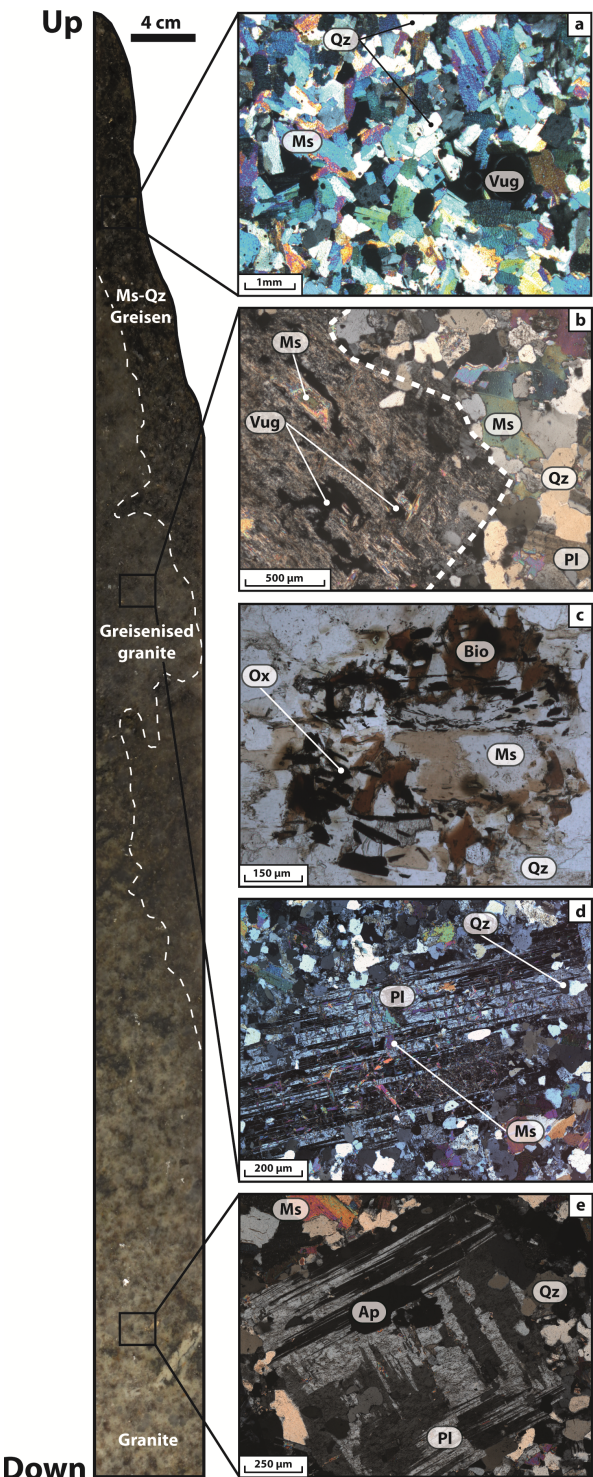 Up
4 cm
Ms-Qz
Greisen
Greisenised
granite
Granite
Down
a
Qz
Ms
Vug
1mm
b
Ms
Vug
Ms
Qz
Pl
500 µm
c
Bio
Ox
Ms
Qz
150 µm
d
Qz
Pl
Ms
200 µm
e
Ms
Ap
Qz
Pl
250 µm